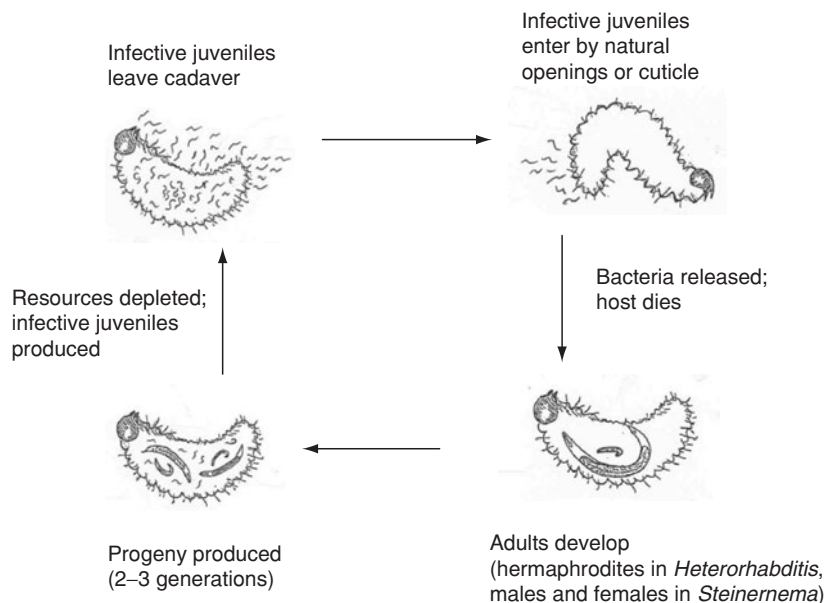 Infective juveniles
leave cadaver
Infective juveniles
enter by natural
openings or cuticle
Bacteria released;
host dies
Adults develop
(hermaphrodites in Heterorhabditis,
males and females in Steinernema)
Progeny produced
(2–3 generations)
Resources depleted;
infective juveniles
produced